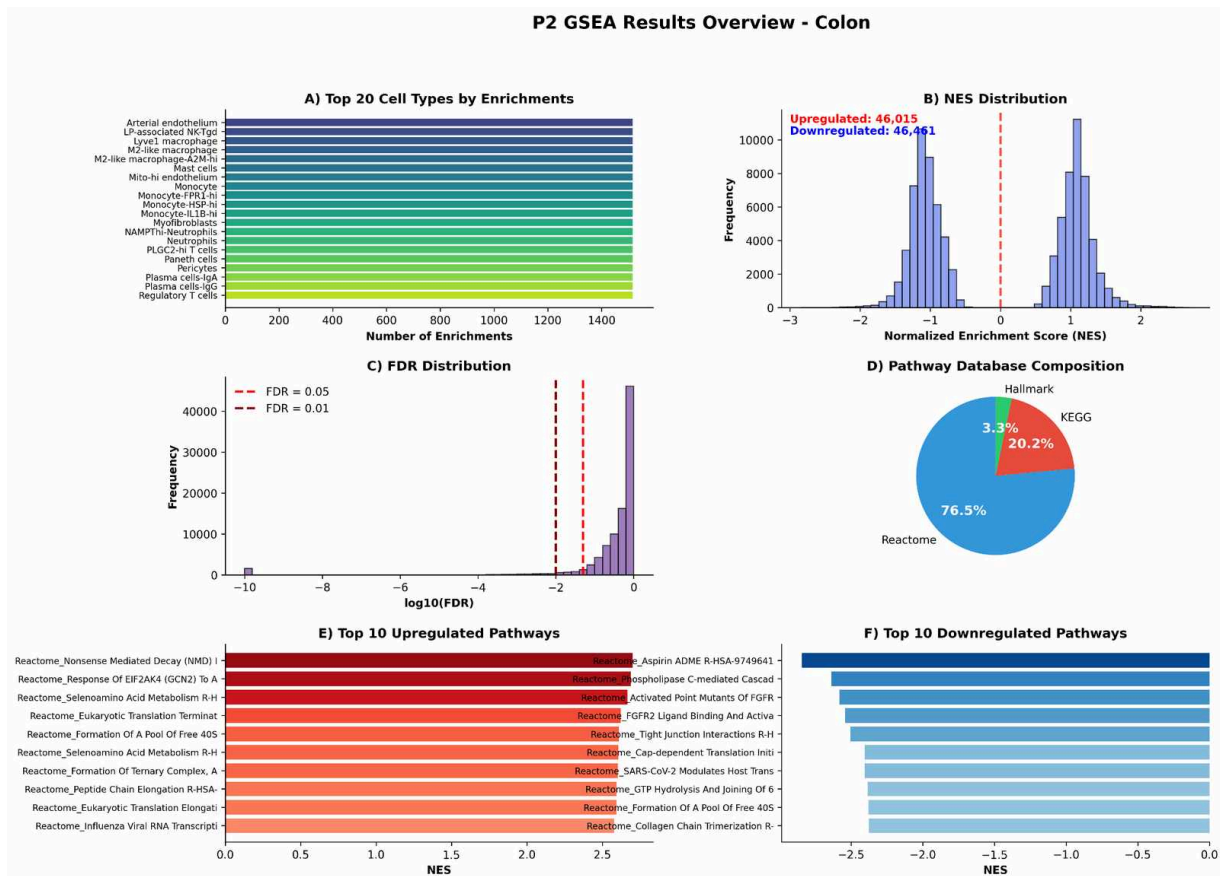 P2 GSEA Results Overview - Colon
A) Top 20 Cell Types by Enrichments
Arterial endothelium
LP-associated NK-Tgd
Lyve1 macrophage
M2-like macrophage
M2-like macrophage-A2M-hi
Mast cells
Mito-hi endothelium
Monocyte
Monocyte-FPR1-hi
Monocyte-HSP-hi
Monocyte-IL1B-hi
Myofibroblasts
NAMPThi-Neutrophils
Neutrophils
PLGC2-hi T cells
Paneth cells
Pericytes
Plasma cells-IgA
Plasma cells-IgG
Regulatory T cells
0 200 400 600 800 1000 1200 1400
Number of Enrichments
B) NES Distribution
Upregulated: 46,015
Downregulated: 46,461
10000
8000
6000
4000
2000
0
Frequency
−3 −2 −1 0 1 2
Normalized Enrichment Score (NES)
C) FDR Distribution
FDR = 0.05
FDR = 0.01
40000
30000
20000
10000
0
Frequency
−10 −8 −6 −4 −2 0
log10(FDR)
D) Pathway Database Composition
Hallmark
3.3%
KEGG
20.2%
76.5%
Reactome
E) Top 10 Upregulated Pathways
Reactome_Nonsense Mediated Decay (NMD) I
Reactome_Response Of EIF2AK4 (GCN2) To A
Reactome_Selenoamino Acid Metabolism R-H
Reactome_Eukaryotic Translation Terminat
Reactome_Formation Of A Pool Of Free 40S
Reactome_Selenoamino Acid Metabolism R-H
Reactome_Formation Of Ternary Complex, A
Reactome_Peptide Chain Elongation R-HSA-
Reactome_Eukaryotic Translation Elongati
Reactome_Influenza Viral RNA Transcripti
0.0 0.5 1.0 1.5 2.0 2.5
NES
F) Top 10 Downregulated Pathways
Reactome_Aspirin ADME R-HSA-9749641
Reactome_Phospholipase C-mediated Cascad
Reactome_Activated Point Mutants Of FGFR
Reactome_FGFR2 Ligand Binding And Activa
Reactome_Tight Junction Interactions R-H
Reactome_Cap-dependent Translation Initi
Reactome_SARS-CoV-2 Modulates Host Trans
Reactome_GTP Hydrolysis And Joining Of 6
Reactome_Formation Of A Pool Of Free 40S
Reactome_Collagen Chain Trimerization R-
−2.5 −2.0 −1.5 −1.0 −0.5 0.0
NES